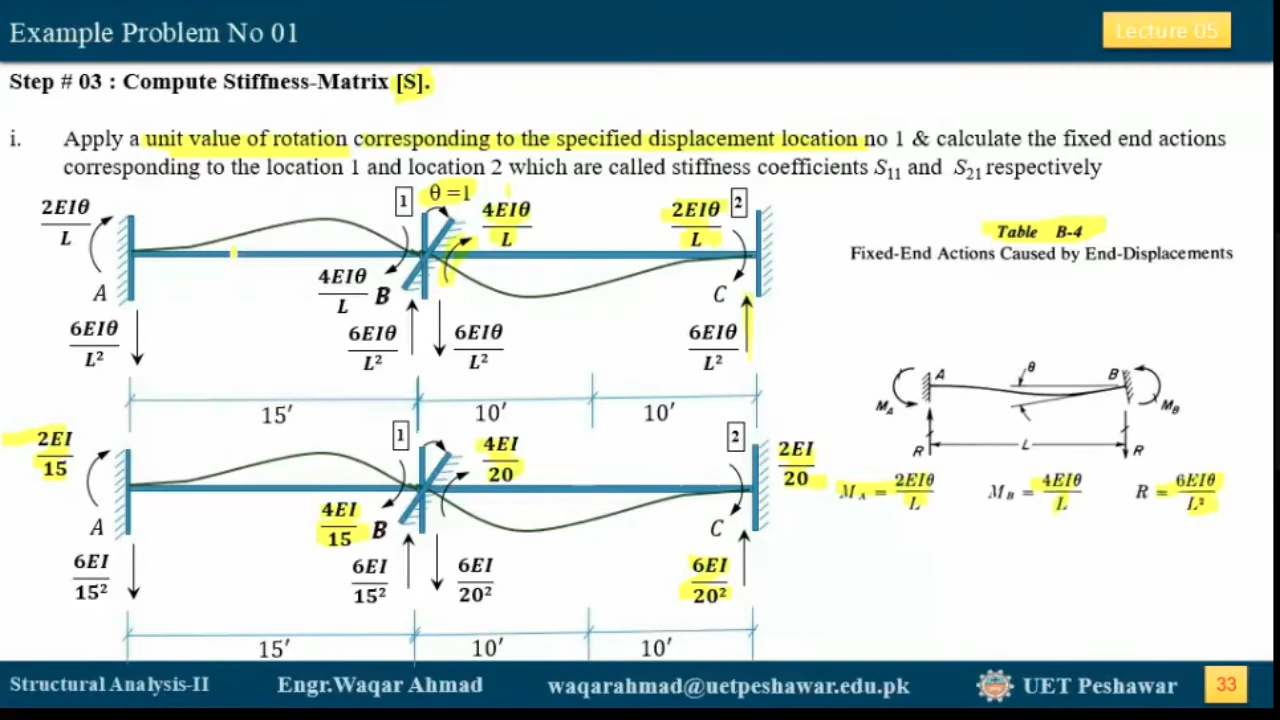 Example Problem No 01
Lecture 05
Step # 03 : Compute Stiffness-Matrix [S].
i. Apply a unit value of rotation corresponding to the specified displacement location no 1 & calculate the fixed end actions
corresponding to the location 1 and location 2 which are called stiffness coefficients S₁₁ and S₂₁ respectively
2EIθ/L
1
θ =1
4EIθ/L
2EIθ/L
2
A
4EIθ/L
B
C
6EIθ/L²
6EIθ/L²
6EIθ/L²
6EIθ/L²
15′
10′
10′
Table B-4
Fixed-End Actions Caused by End-Displacements
A
θ
B
M_A
M_B
R
L
R
M_A = 2EIθ/L
M_B = 4EIθ/L
R = 6EIθ/L²
2EI/15
1
4EI/20
2
2EI/20
A
4EI/15
B
C
6EI/15²
6EI/15²
6EI/20²
6EI/20²
15′
10′
10′
Structural Analysis-II
Engr.Waqar Ahmad
waqarahmad@uetpeshawar.edu.pk
UET Peshawar
33